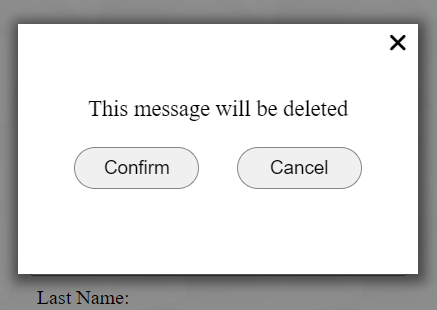 This message will be deleted
Confirm Cancel
Last Name: